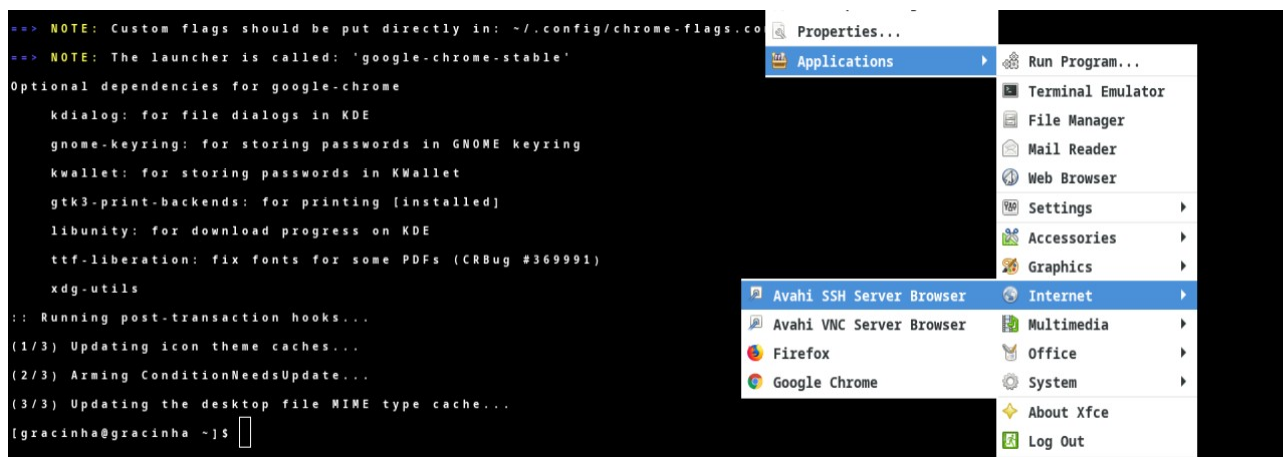 ==> NOTE: Custom flags should be put directly in: ~/.config/chrome-flags.co
==> NOTE: The launcher is called: 'google-chrome-stable'
Optional dependencies for google-chrome
kdialog: for file dialogs in KDE
gnome-keyring: for storing passwords in GNOME keyring
kwallet: for storing passwords in KWallet
gtk3-print-backends: for printing [installed]
libunity: for download progress on KDE
ttf-liberation: fix fonts for some PDFs (CRBug #369991)
xdg-utils
:: Running post-transaction hooks...
(1/3) Updating icon theme caches...
(2/3) Arming ConditionNeedsUpdate...
(3/3) Updating the desktop file MIME type cache...
[gracinha@gracinha ~]$
Properties...
Applications
Run Program...
Terminal Emulator
File Manager
Mail Reader
Web Browser
Settings
Accessories
Graphics
Internet
Multimedia
Office
System
About Xfce
Log Out
Avahi SSH Server Browser
Avahi VNC Server Browser
Firefox
Google Chrome